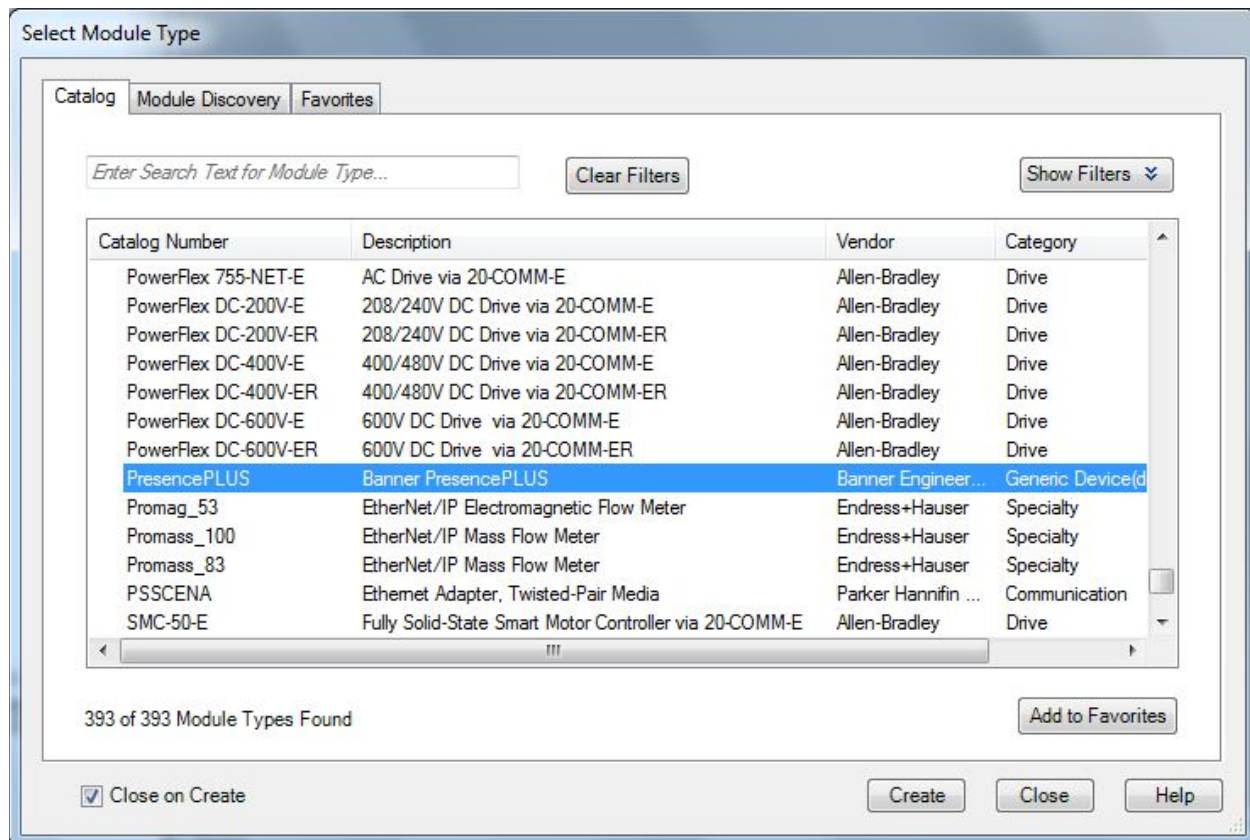 Select Module Type
Catalog Module Discovery Favorites
Enter Search Text for Module Type... Clear Filters Show Filters
Catalog Number Description Vendor Category
PowerFlex 755-NET-E AC Drive via 20-COMM-E Allen-Bradley Drive
PowerFlex DC-200V-E 208/240V DC Drive via 20-COMM-E Allen-Bradley Drive
PowerFlex DC-200V-ER 208/240V DC Drive via 20-COMM-ER Allen-Bradley Drive
PowerFlex DC-400V-E 400/480V DC Drive via 20-COMM-E Allen-Bradley Drive
PowerFlex DC-400V-ER 400/480V DC Drive via 20-COMM-ER Allen-Bradley Drive
PowerFlex DC-600V-E 600V DC Drive via 20-COMM-E Allen-Bradley Drive
PowerFlex DC-600V-ER 600V DC Drive via 20-COMM-ER Allen-Bradley Drive
PresencePLUS Banner PresencePLUS Banner Engineer... Generic Device(d
Promag_53 EtherNet/IP Electromagnetic Flow Meter Endress+Hauser Specialty
Promass_100 EtherNet/IP Mass Flow Meter Endress+Hauser Specialty
Promass_83 EtherNet/IP Mass Flow Meter Endress+Hauser Specialty
PSSCENA Ethernet Adapter, Twisted-Pair Media Parker Hannifin ... Communication
SMC-50-E Fully Solid-State Smart Motor Controller via 20-COMM-E Allen-Bradley Drive
393 of 393 Module Types Found Add to Favorites
Close on Create Create Close Help